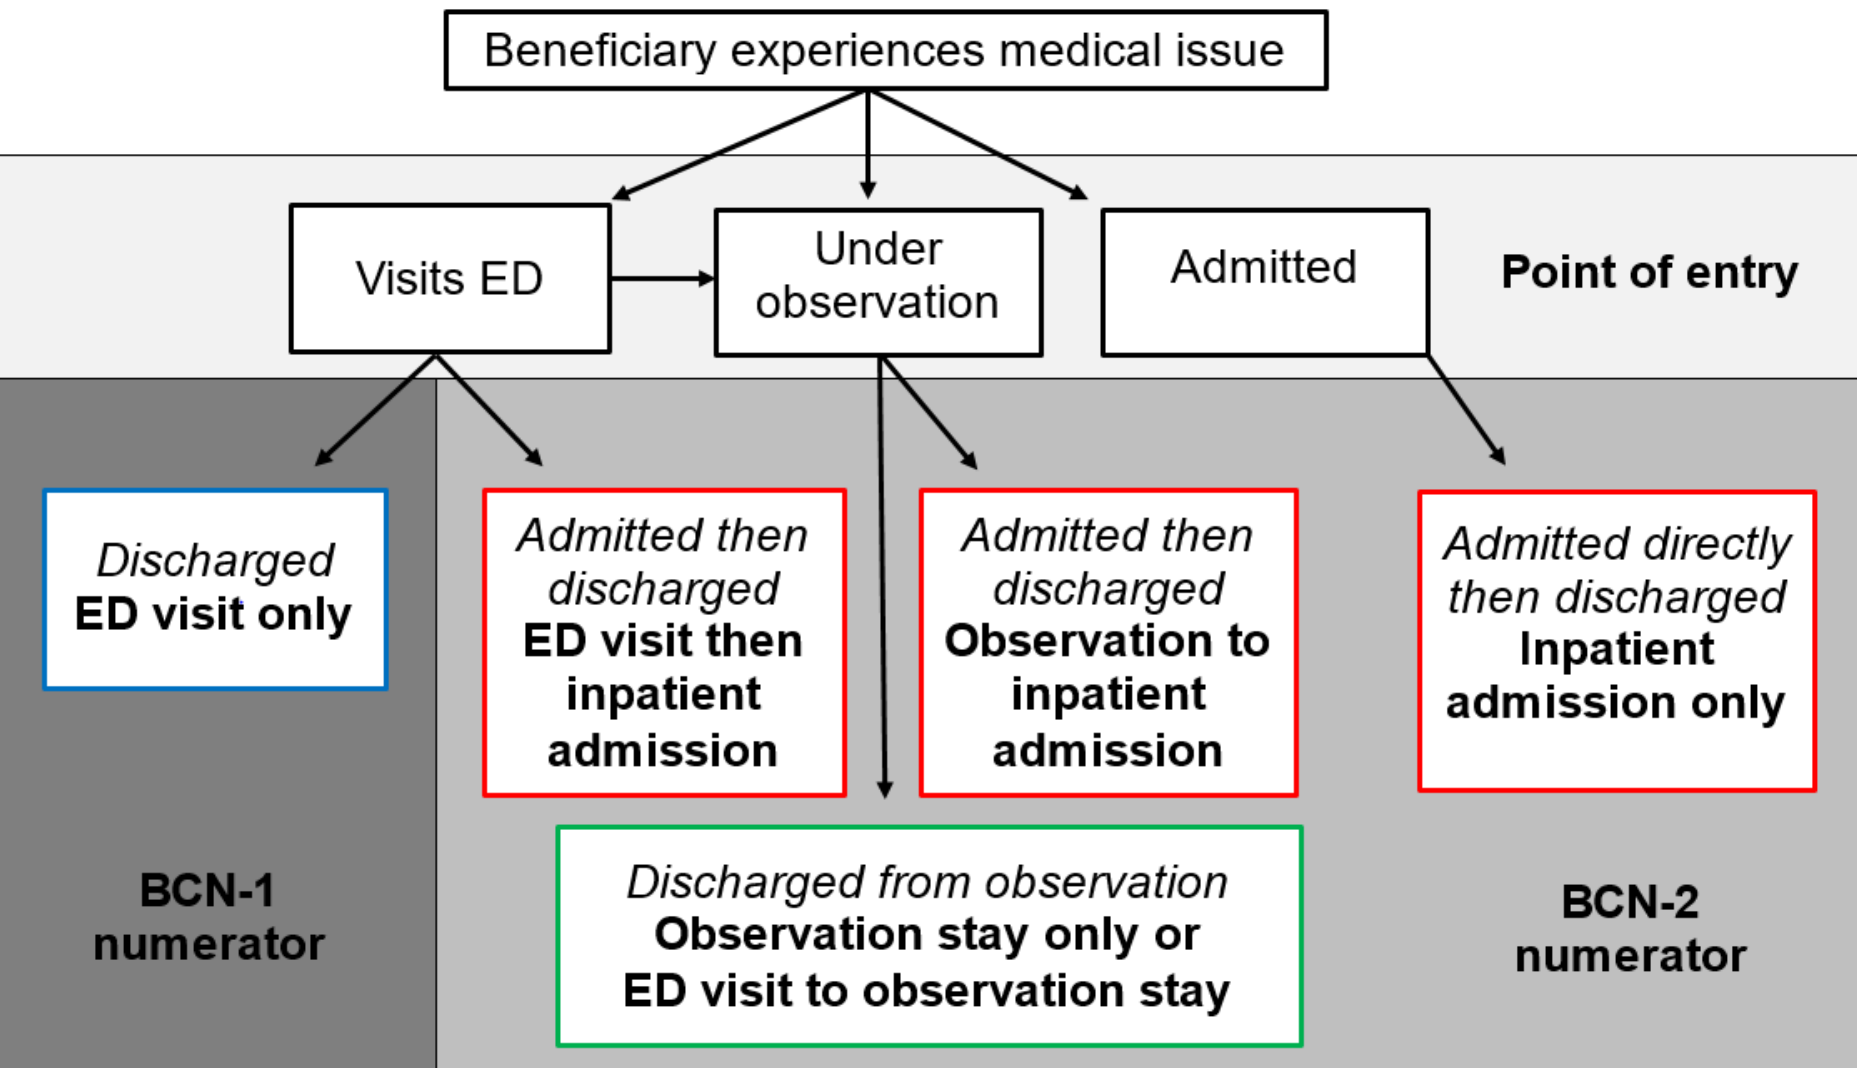 Beneficiary experiences medical issue
Visits ED
Under
observation
Admitted
Point of entry
Discharged
ED visit only
Admitted then
discharged
ED visit then
inpatient
admission
Admitted then
discharged
Observation to
inpatient
admission
Admitted directly
then discharged
Inpatient
admission only
BCN-1
numerator
Discharged from observation
Observation stay only or
ED visit to observation stay
BCN-2
numerator